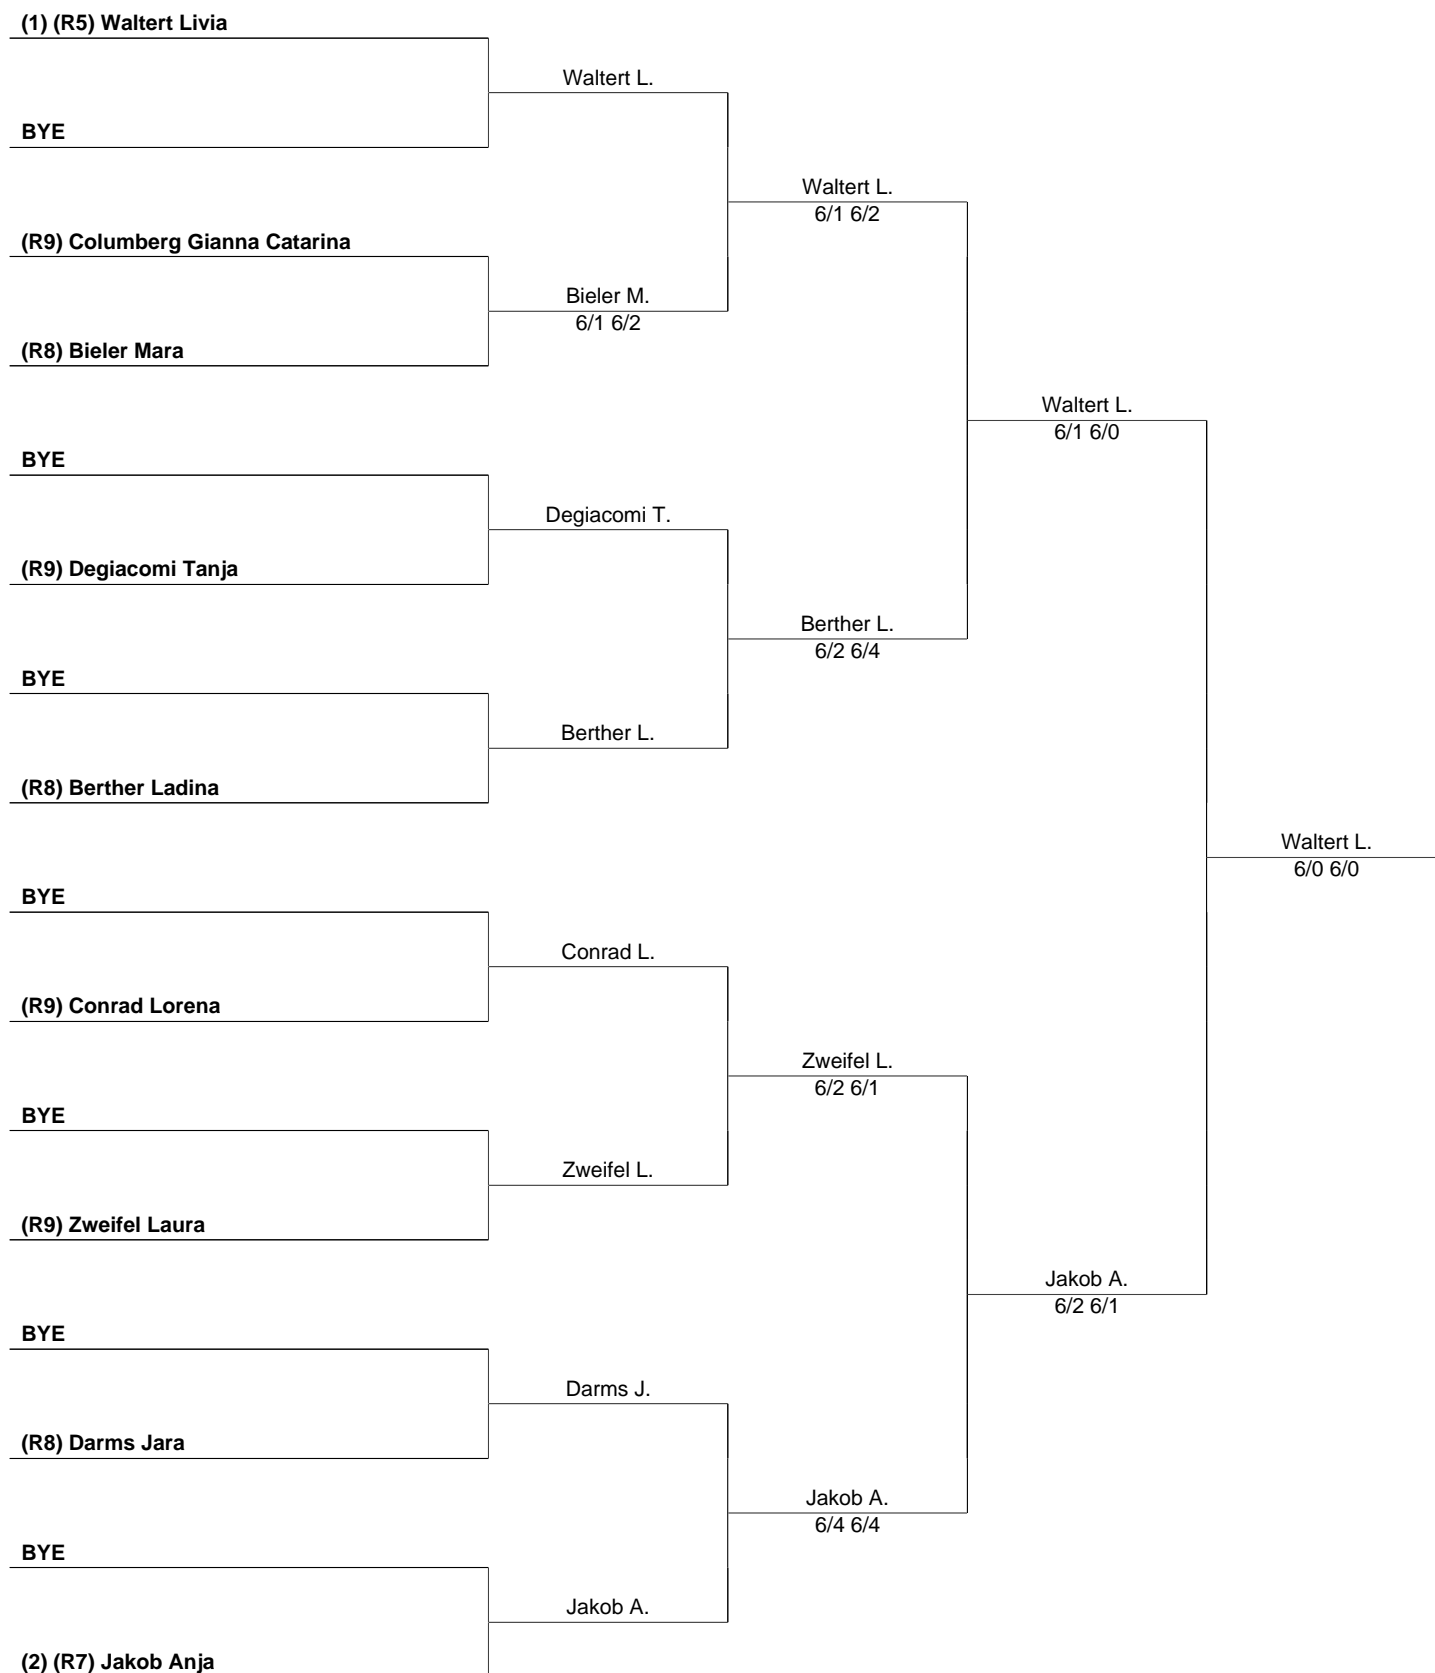 (1) (R5) Waltert Livia
Waltert L.
BYE
Waltert L.
6/1 6/2
(R9) Columberg Gianna Catarina
Bieler M.
6/1 6/2
(R8) Bieler Mara
Waltert L.
6/1 6/0
BYE
Degiacomi T.
(R9) Degiacomi Tanja
Berther L.
6/2 6/4
BYE
Berther L.
(R8) Berther Ladina
Waltert L.
6/0 6/0
BYE
Conrad L.
(R9) Conrad Lorena
Zweifel L.
6/2 6/1
BYE
Zweifel L.
(R9) Zweifel Laura
Jakob A.
6/2 6/1
BYE
Darms J.
(R8) Darms Jara
Jakob A.
6/4 6/4
BYE
Jakob A.
(2) (R7) Jakob Anja